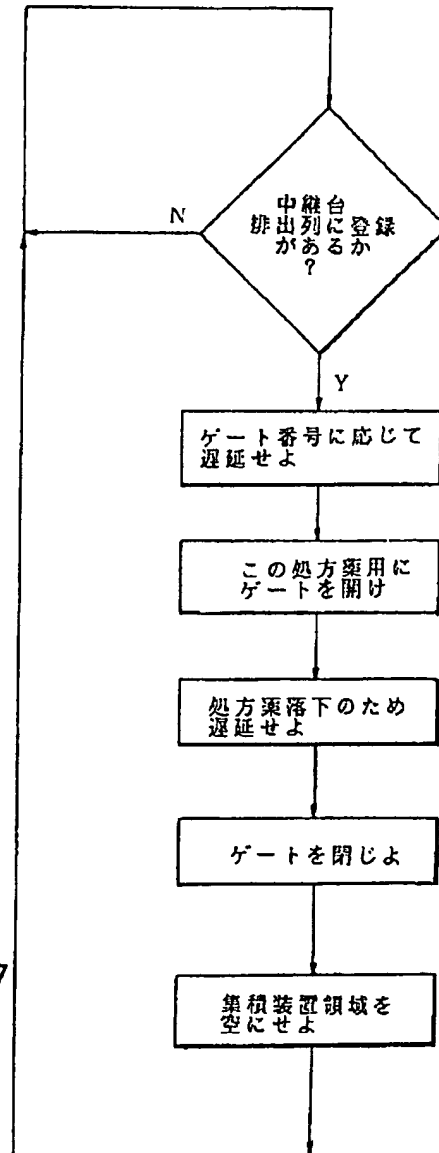 中継台
排出列に登録
があるか
?
N
Y
ゲート番号に応じて
遅延せよ
この処方薬用に
ゲートを開け
処方薬落下のため
遅延せよ
ゲートを閉じよ
7
集積装置領域を
空にせよ